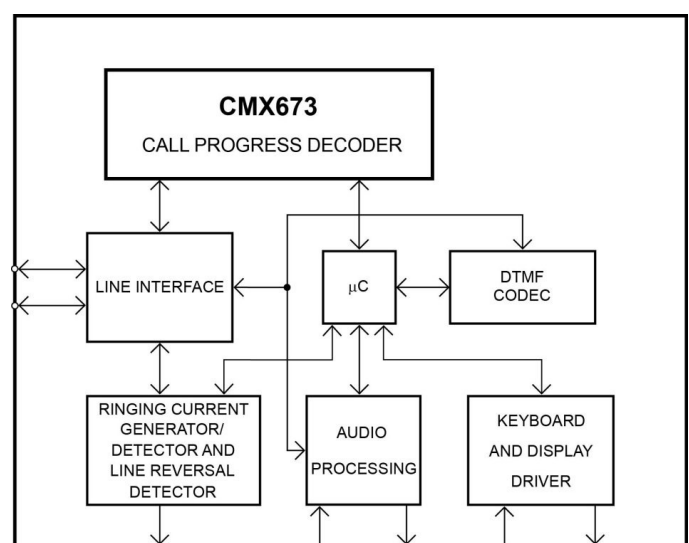 CMX673
CALL PROGRESS DECODER
LINE INTERFACE
μC
DTMF
CODEC
RINGING CURRENT
GENERATOR/
DETECTOR AND
LINE REVERSAL
DETECTOR
AUDIO
PROCESSING
KEYBOARD
AND DISPLAY
DRIVER